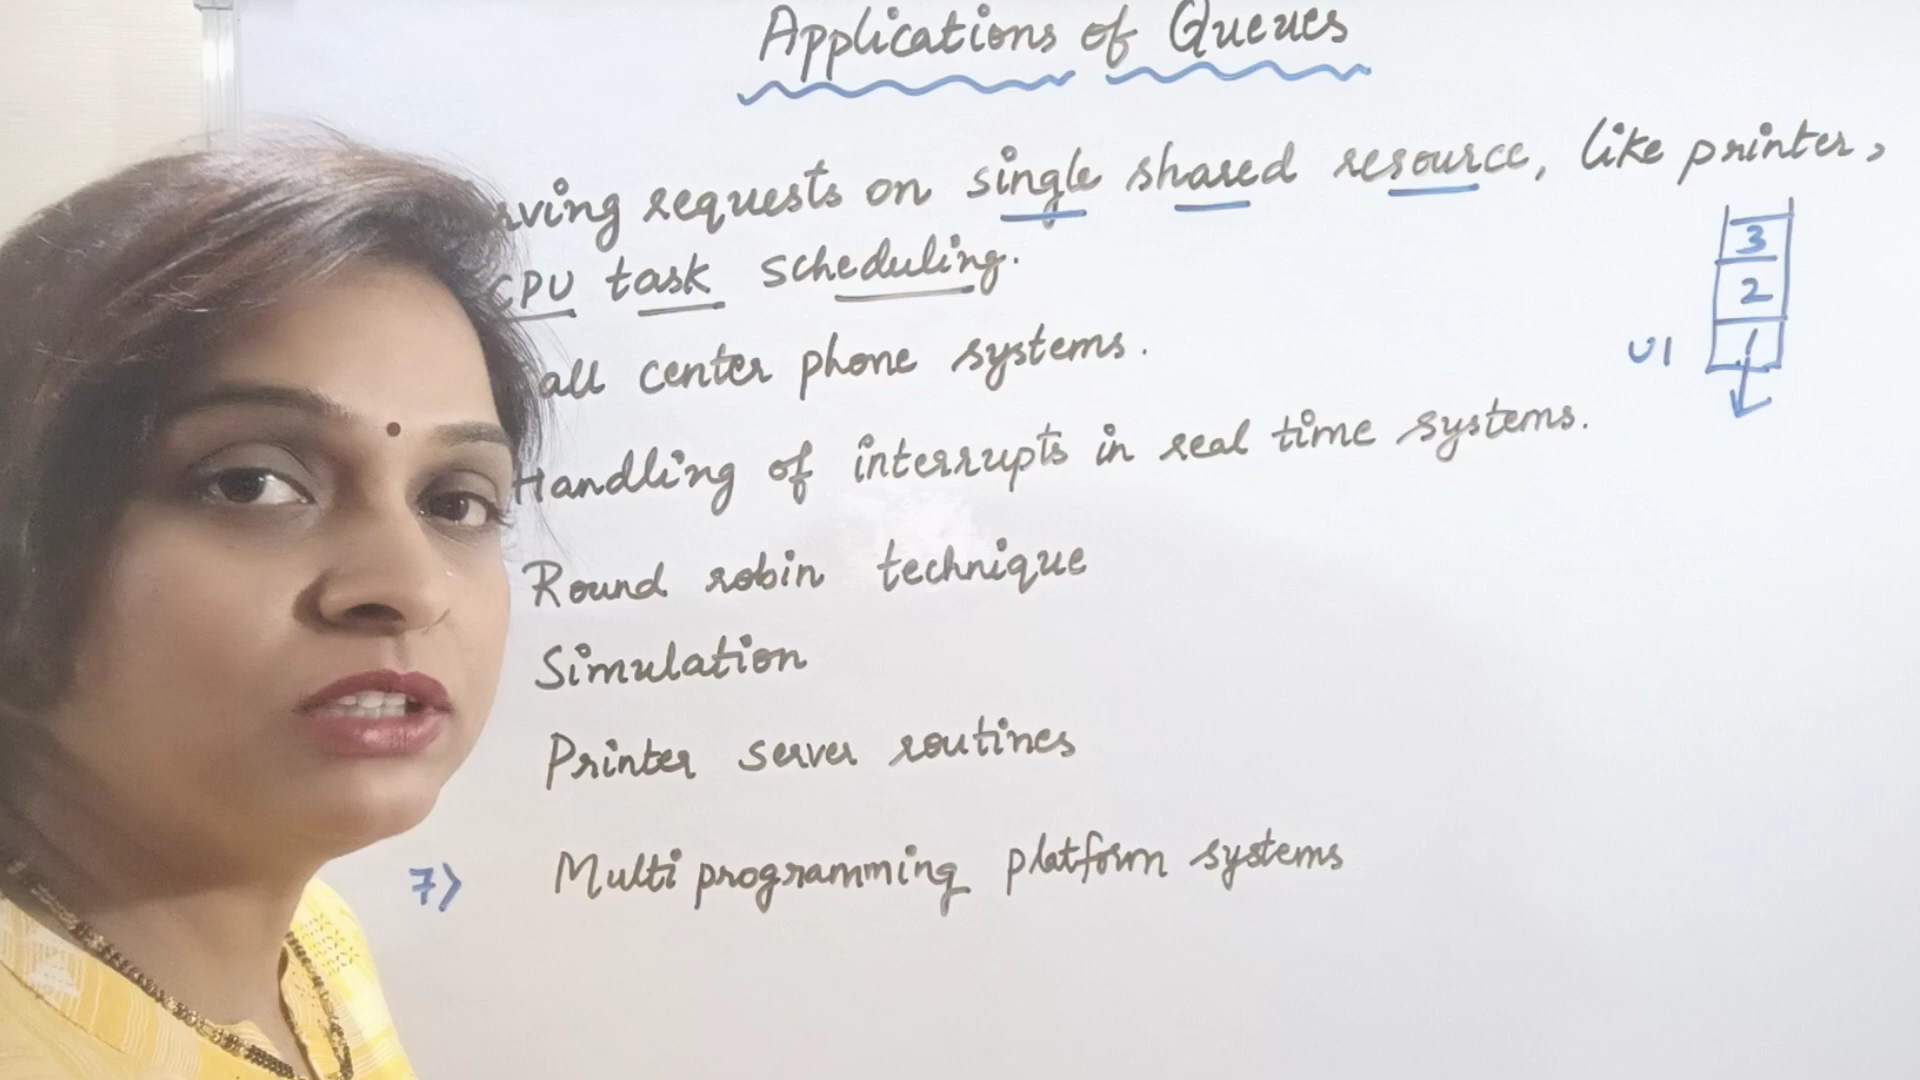 Applications of Queues
rving requests on single shared resource, like printer,
CPU task scheduling.
all center phone systems.
Handling of interrupts in real time systems.
Round robin technique
Simulation
Printer server routines
7) Multi programming platform systems
3
2
U1 1